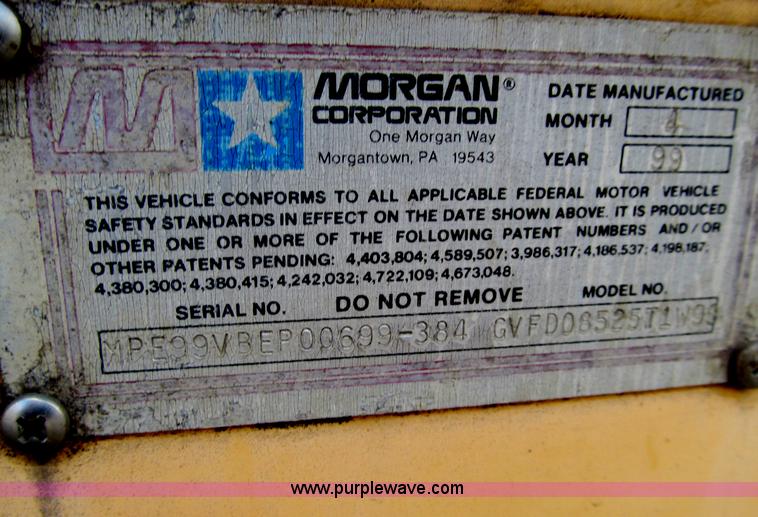 MORGAN®
CORPORATION
One Morgan Way
Morgantown, PA 19543
DATE MANUFACTURED
MONTH 4
YEAR 99
THIS VEHICLE CONFORMS TO ALL APPLICABLE FEDERAL MOTOR VEHICLE
SAFETY STANDARDS IN EFFECT ON THE DATE SHOWN ABOVE. IT IS PRODUCED
UNDER ONE OR MORE OF THE FOLLOWING PATENT NUMBERS AND/OR
OTHER PATENTS PENDING: 4,403,804; 4,589,507; 3,986,317; 4,186,537; 4,198,187,
4,380,300; 4,380,415; 4,242,032; 4,722,109; 4,673,048.
SERIAL NO. DO NOT REMOVE MODEL NO.
MPE99VBEP00699-384 GVFD08525T1W99
www.purplewave.com